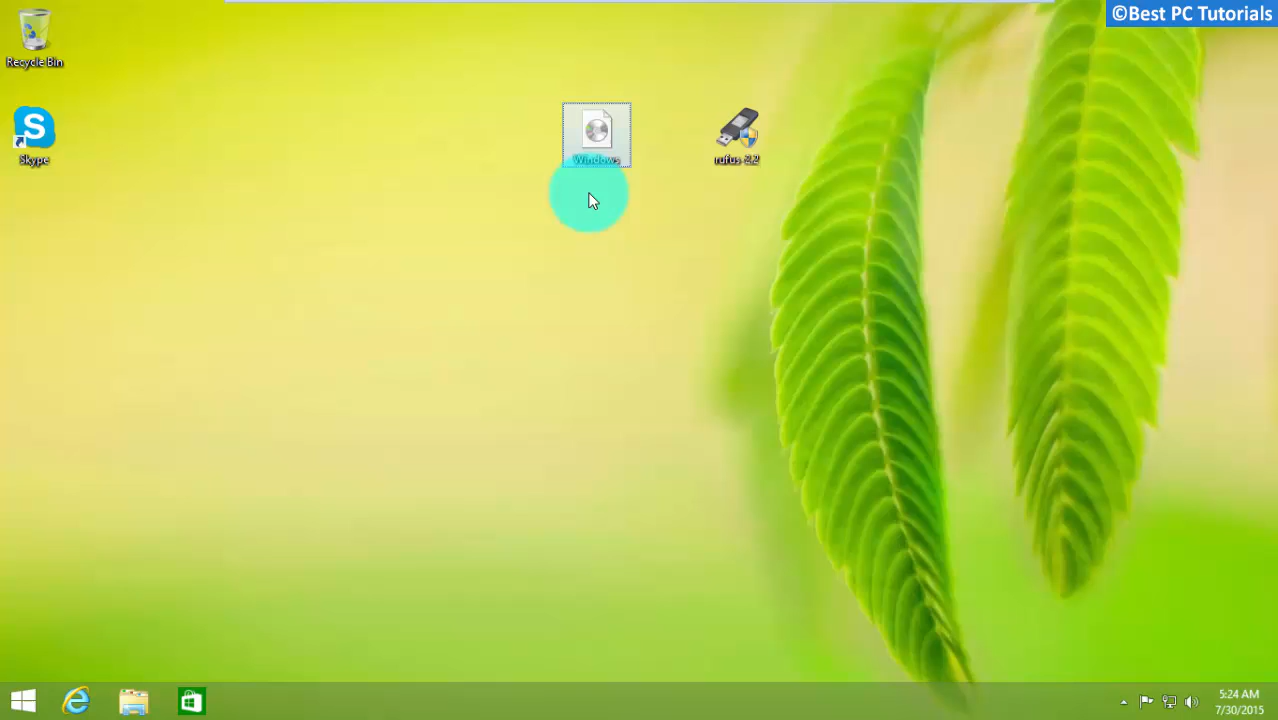 ©Best PC Tutorials
Recycle Bin
Skype
Windows
rufus-2.2
5:24 AM
7/30/2015